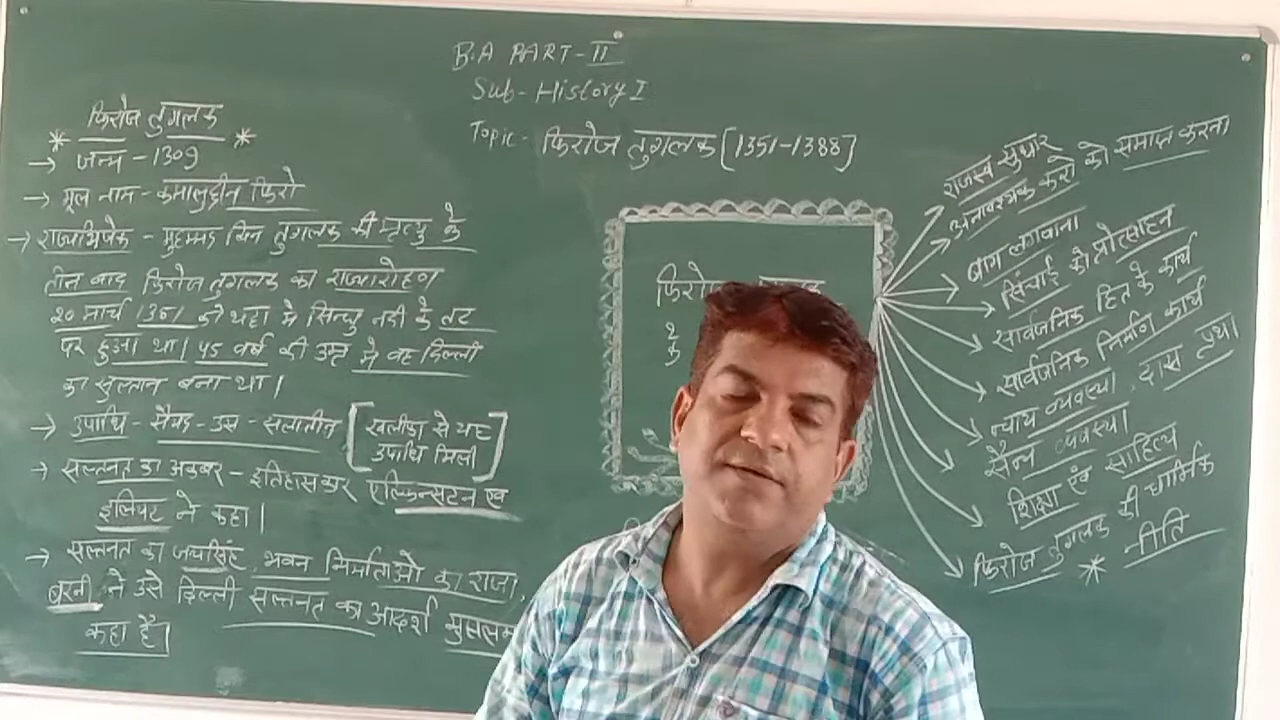 B.A PART-II
Sub- History I
Topic- फिरोज तुगलक [1351-1388]
* फिरोज तुगलक *
→ जन्म - 1309
→ मूल नाम - कमालुद्दीन फिरो
→ राज्यभिषेक - मुहम्मद बिन तुगलक की मृत्यु के
तीन बाद फिरोज तुगलक का राज्यारोहण
20 मार्च 1351 को थट्टा मे सिन्धु नदी के तट
पर हुआ था। 45 वर्ष की उम्र मे वह दिल्ली
का सुल्तान बना था।
→ उपाधि - सैयद-उस-सलातीन [खलीफा से यह
उपाधि मिली]
→ सल्तनत का अकबर - इतिहासकार एल्फिन्सटन एव
इलियट ने कहा।
→ सल्तनत का जयसिंह, भवन निर्माताओ का राजा,
बरनी ने उसे दिल्ली सल्तनत का आदर्श मुसलम
कहा है।
फिरो
के
राजस्व सुधार
अनावश्यक करो को समाप्त करना
बाग लगवाना
सिंचाई को प्रोत्साहन
सार्वजनिक हित के कार्य
सार्वजनिक निर्माण कार्य
न्याय व्यवस्था, दास प्रथा।
सैन्य व्यवस्था।
शिक्षा एंव साहित्य
फिरोज तुगलक की धार्मिक
* नीति